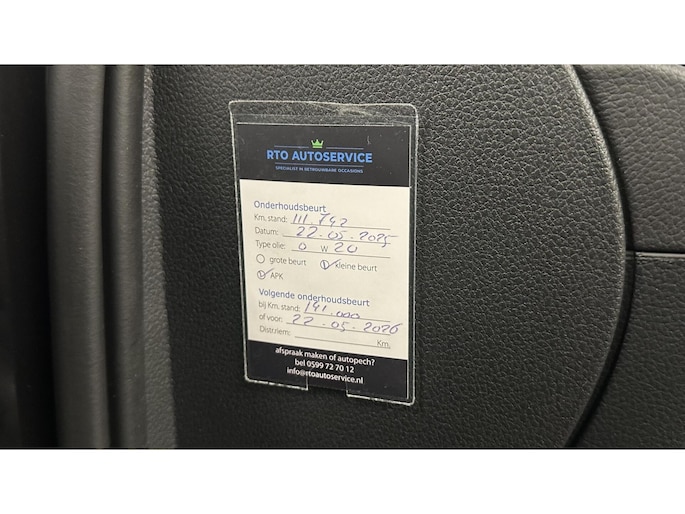 RTO AUTOSERVICE
SPECIALIST IN BETROUWBARE OCCASIONS
Onderhoudsbeurt
Km. stand: 111.742
Datum: 22-05-2025
Type olie: 0 W 20
grote beurt kleine beurt
APK
Volgende onderhoudsbeurt
bij Km. stand: 141.000
of voor: 22-05-2026
Distr.riem: Km.
afspraak maken of autopech?
bel 0599 72 70 12
info@rtoautoservice.nl